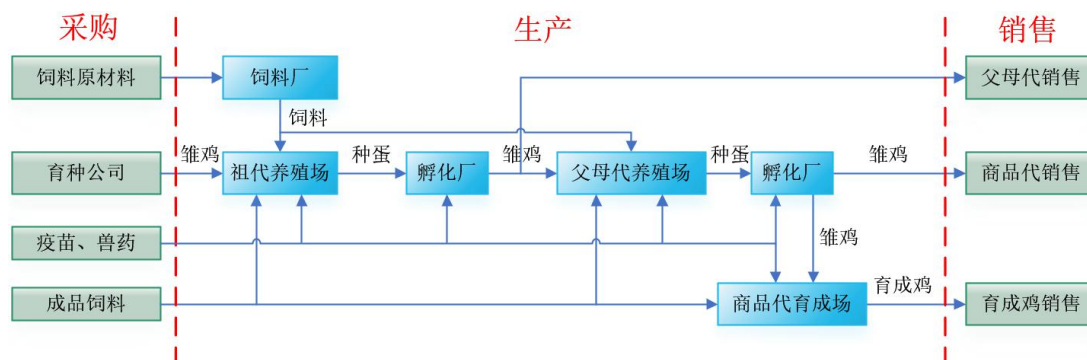 采购
生产
销售
饲料原材料
饲料厂
父母代销售
饲料
育种公司
雏鸡
祖代养殖场
种蛋
孵化厂
雏鸡
父母代养殖场
种蛋
孵化厂
雏鸡
商品代销售
疫苗、兽药
雏鸡
成品饲料
商品代育成场
育成鸡
育成鸡销售